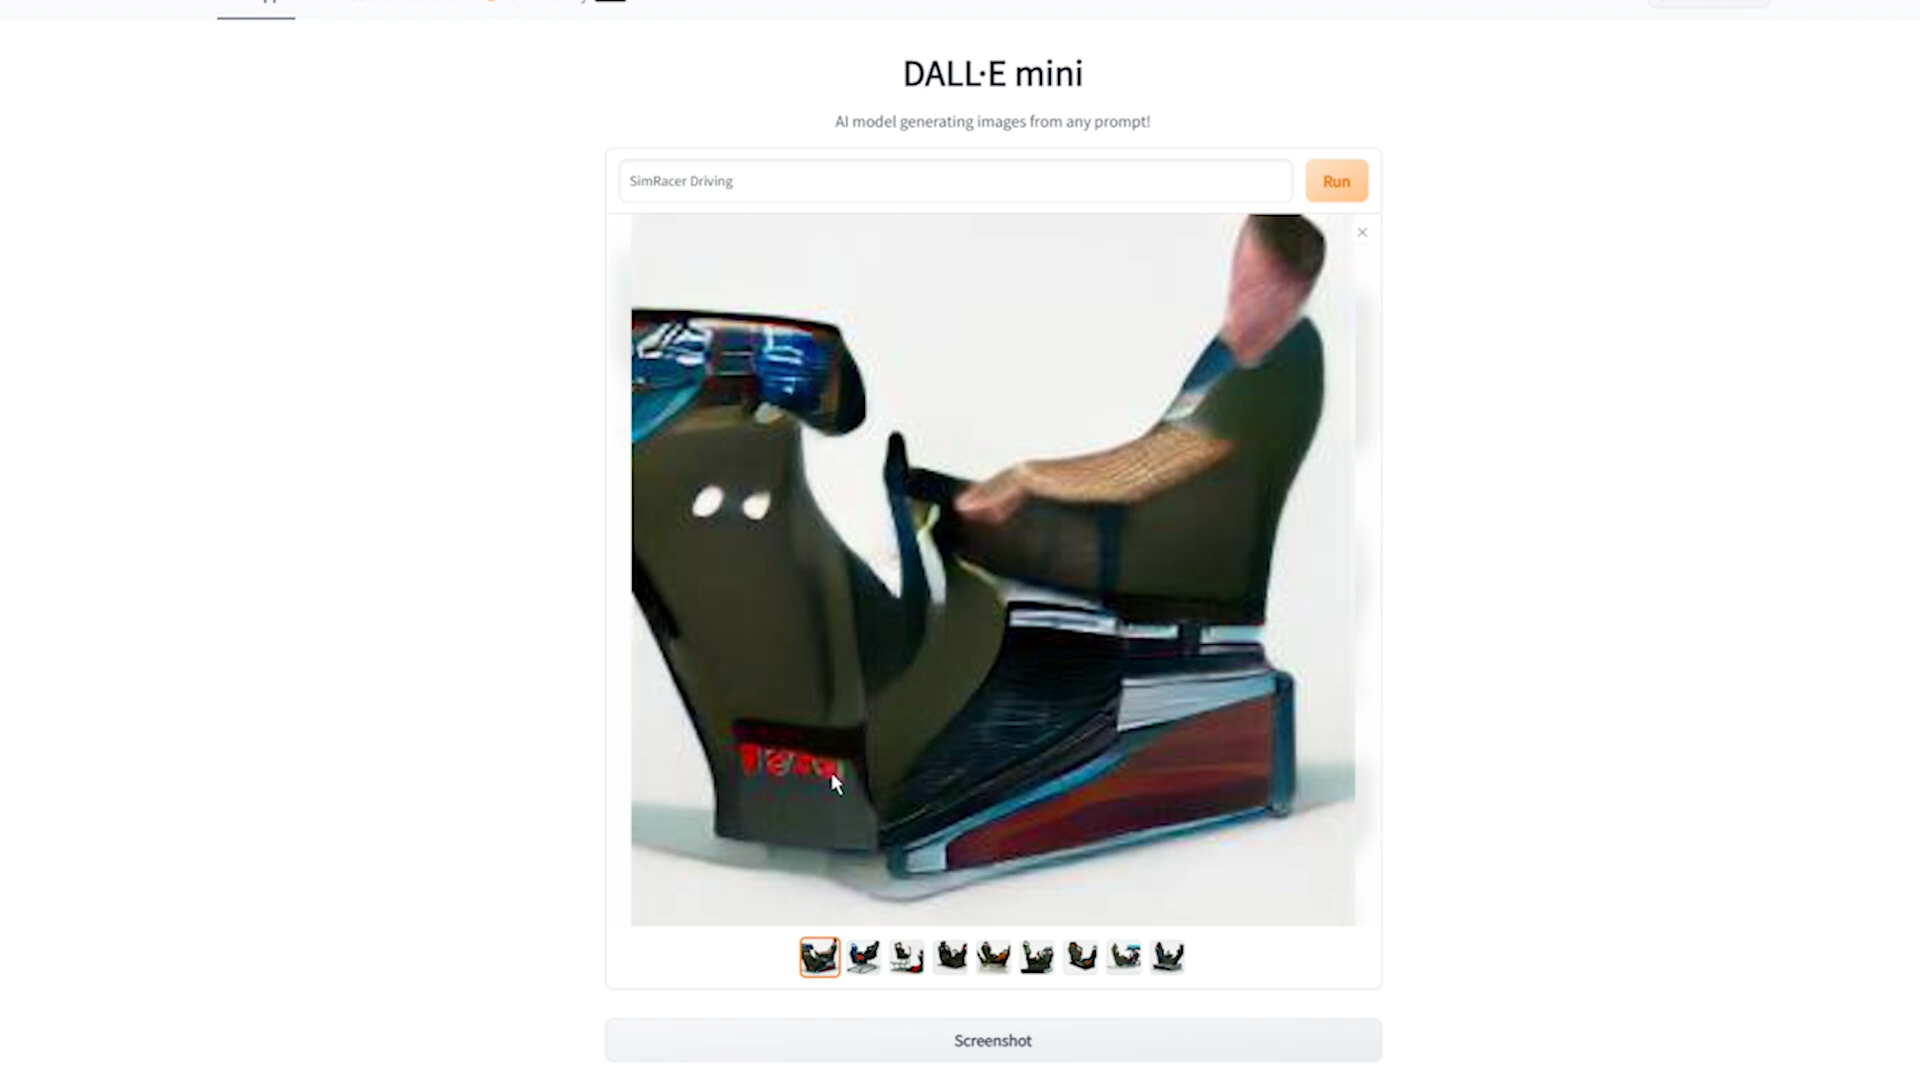 DALL·E mini
AI model generating images from any prompt!
SimRacer Driving
Run
Screenshot